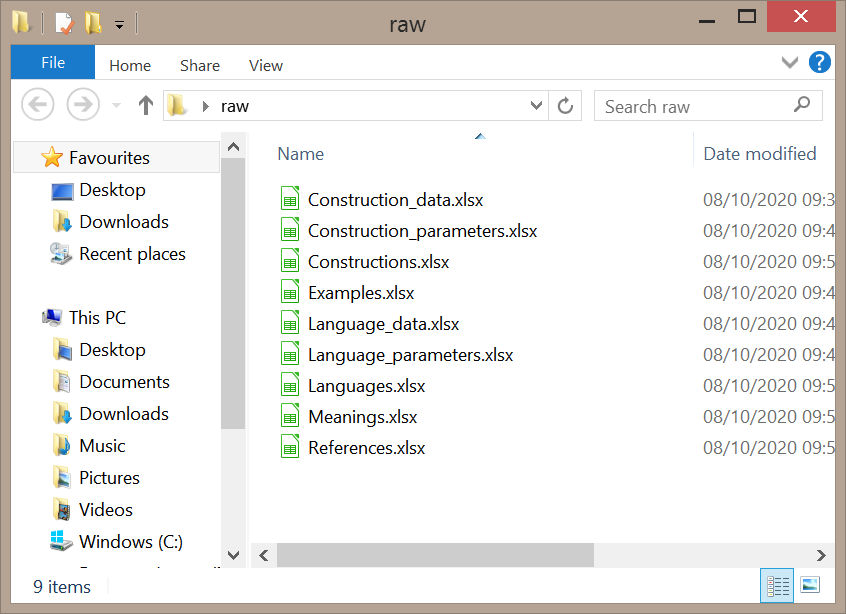 raw
File Home Share View
raw Search raw
Favourites
Desktop
Downloads
Recent places
This PC
Desktop
Documents
Downloads
Music
Pictures
Videos
Windows (C:)
Name Date modified
Construction_data.xlsx 08/10/2020 09:3
Construction_parameters.xlsx 08/10/2020 09:4
Constructions.xlsx 08/10/2020 09:5
Examples.xlsx 08/10/2020 09:4
Language_data.xlsx 08/10/2020 09:4
Language_parameters.xlsx 08/10/2020 09:4
Languages.xlsx 08/10/2020 09:5
Meanings.xlsx 08/10/2020 09:5
References.xlsx 08/10/2020 09:5
9 items